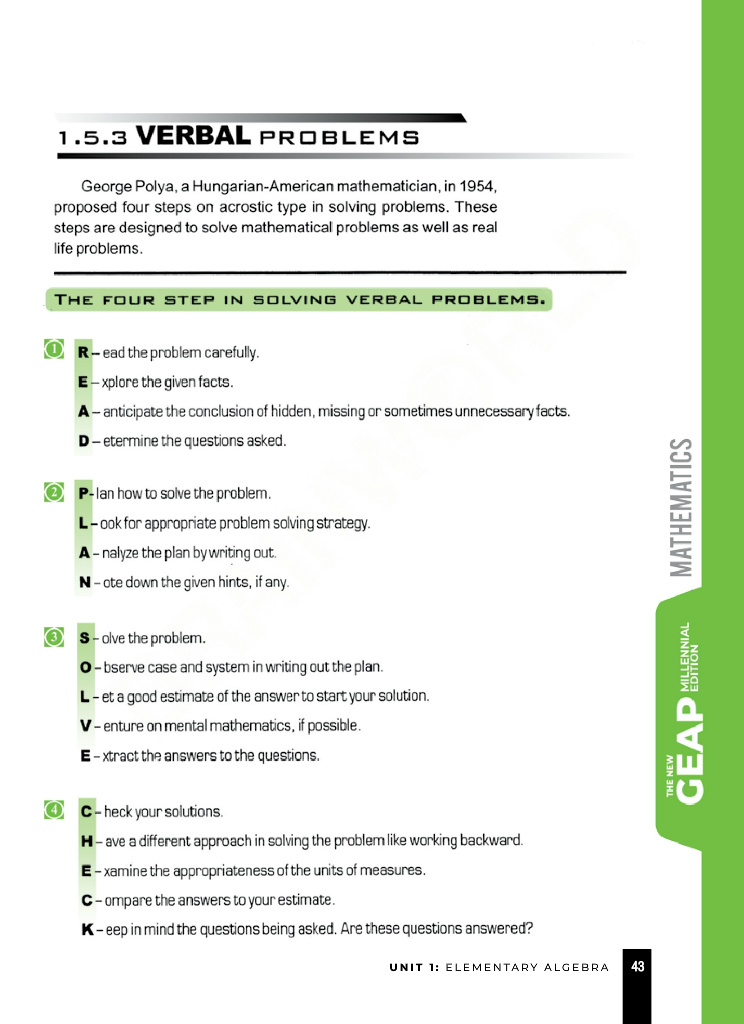 1.5.3 VERBAL PROBLEMS
George Polya, a Hungarian-American mathematician, in 1954,
proposed four steps on acrostic type in solving problems. These
steps are designed to solve mathematical problems as well as real
life problems.
THE FOUR STEP IN SOLVING VERBAL PROBLEMS.
1 R – ead the problem carefully.
E – xplore the given facts.
A – anticipate the conclusion of hidden, missing or sometimes unnecessary facts.
D – etermine the questions asked.
2 P- lan how to solve the problem.
L – ook for appropriate problem solving strategy.
A – nalyze the plan by writing out.
N – ote down the given hints, if any.
3 S – olve the problem.
O – bserve case and system in writing out the plan.
L – et a good estimate of the answer to start your solution.
V – enture on mental mathematics, if possible.
E – xtract the answers to the questions.
4 C – heck your solutions.
H – ave a different approach in solving the problem like working backward.
E – xamine the appropriateness of the units of measures.
C – ompare the answers to your estimate.
K – eep in mind the questions being asked. Are these questions answered?
MATHEMATICS
THE NEW
GEAP
MILLENNIAL
EDITION
UNIT 1: ELEMENTARY ALGEBRA 43